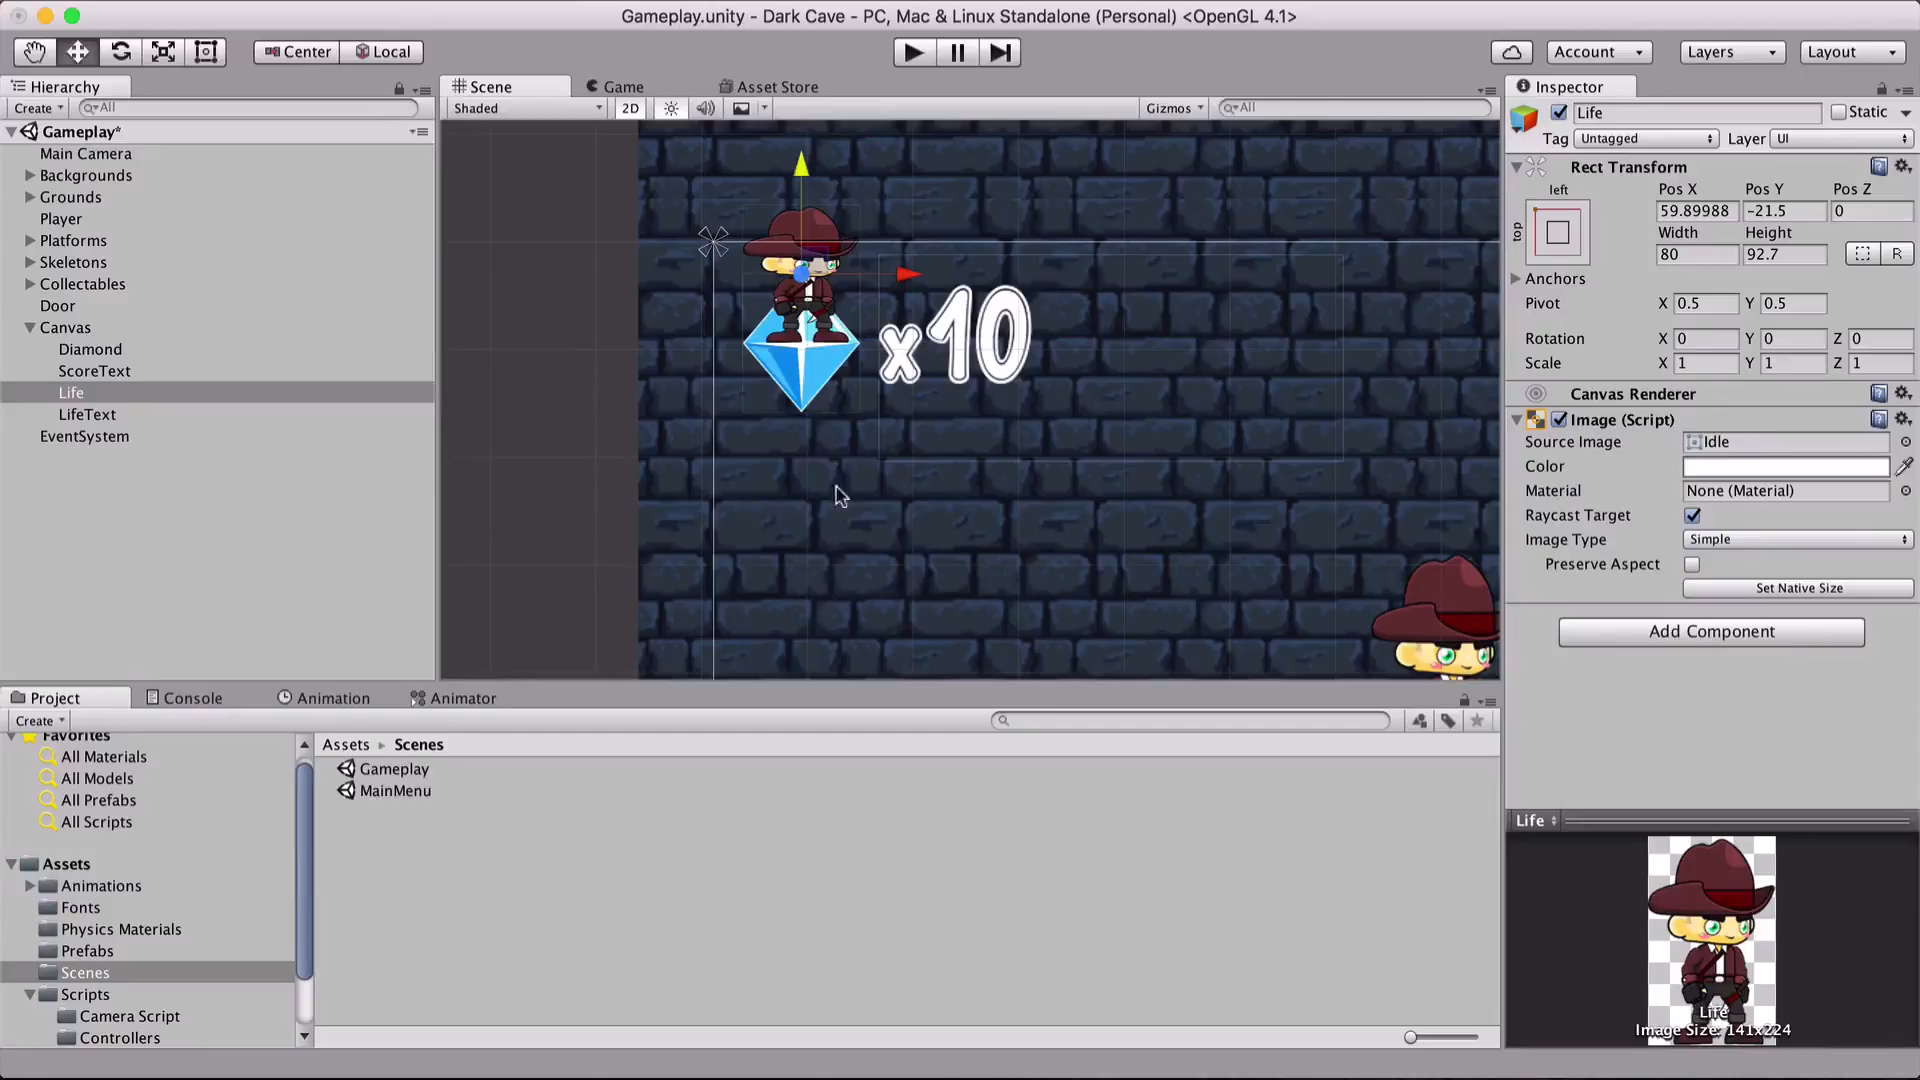 Gameplay.unity - Dark Cave - PC, Mac & Linux Standalone (Personal) <OpenGL 4.1>
Center Local Account Layers Layout
Hierarchy
Create All
Gameplay*
Main Camera
Backgrounds
Grounds
Player
Platforms
Skeletons
Collectables
Door
Canvas
Diamond
ScoreText
Life
LifeText
EventSystem
Scene Game Asset Store
Shaded 2D Gizmos All
x10
Inspector
Life Static
Tag Untagged Layer UI
Rect Transform
left
top
Pos X Pos Y Pos Z
59.89988 -21.5 0
Width Height
80 92.7 R
Anchors
Pivot X 0.5 Y 0.5
Rotation X 0 Y 0 Z 0
Scale X 1 Y 1 Z 1
Canvas Renderer
Image (Script)
Source Image Idle
Color
Material None (Material)
Raycast Target
Image Type Simple
Preserve Aspect
Set Native Size
Add Component
Project Console Animation Animator
Create
Favorites
All Materials
All Models
All Prefabs
All Scripts
Assets
Animations
Fonts
Physics Materials
Prefabs
Scenes
Scripts
Camera Script
Controllers
Assets Scenes
Gameplay
MainMenu
Life
Life
Image Size: 141x224